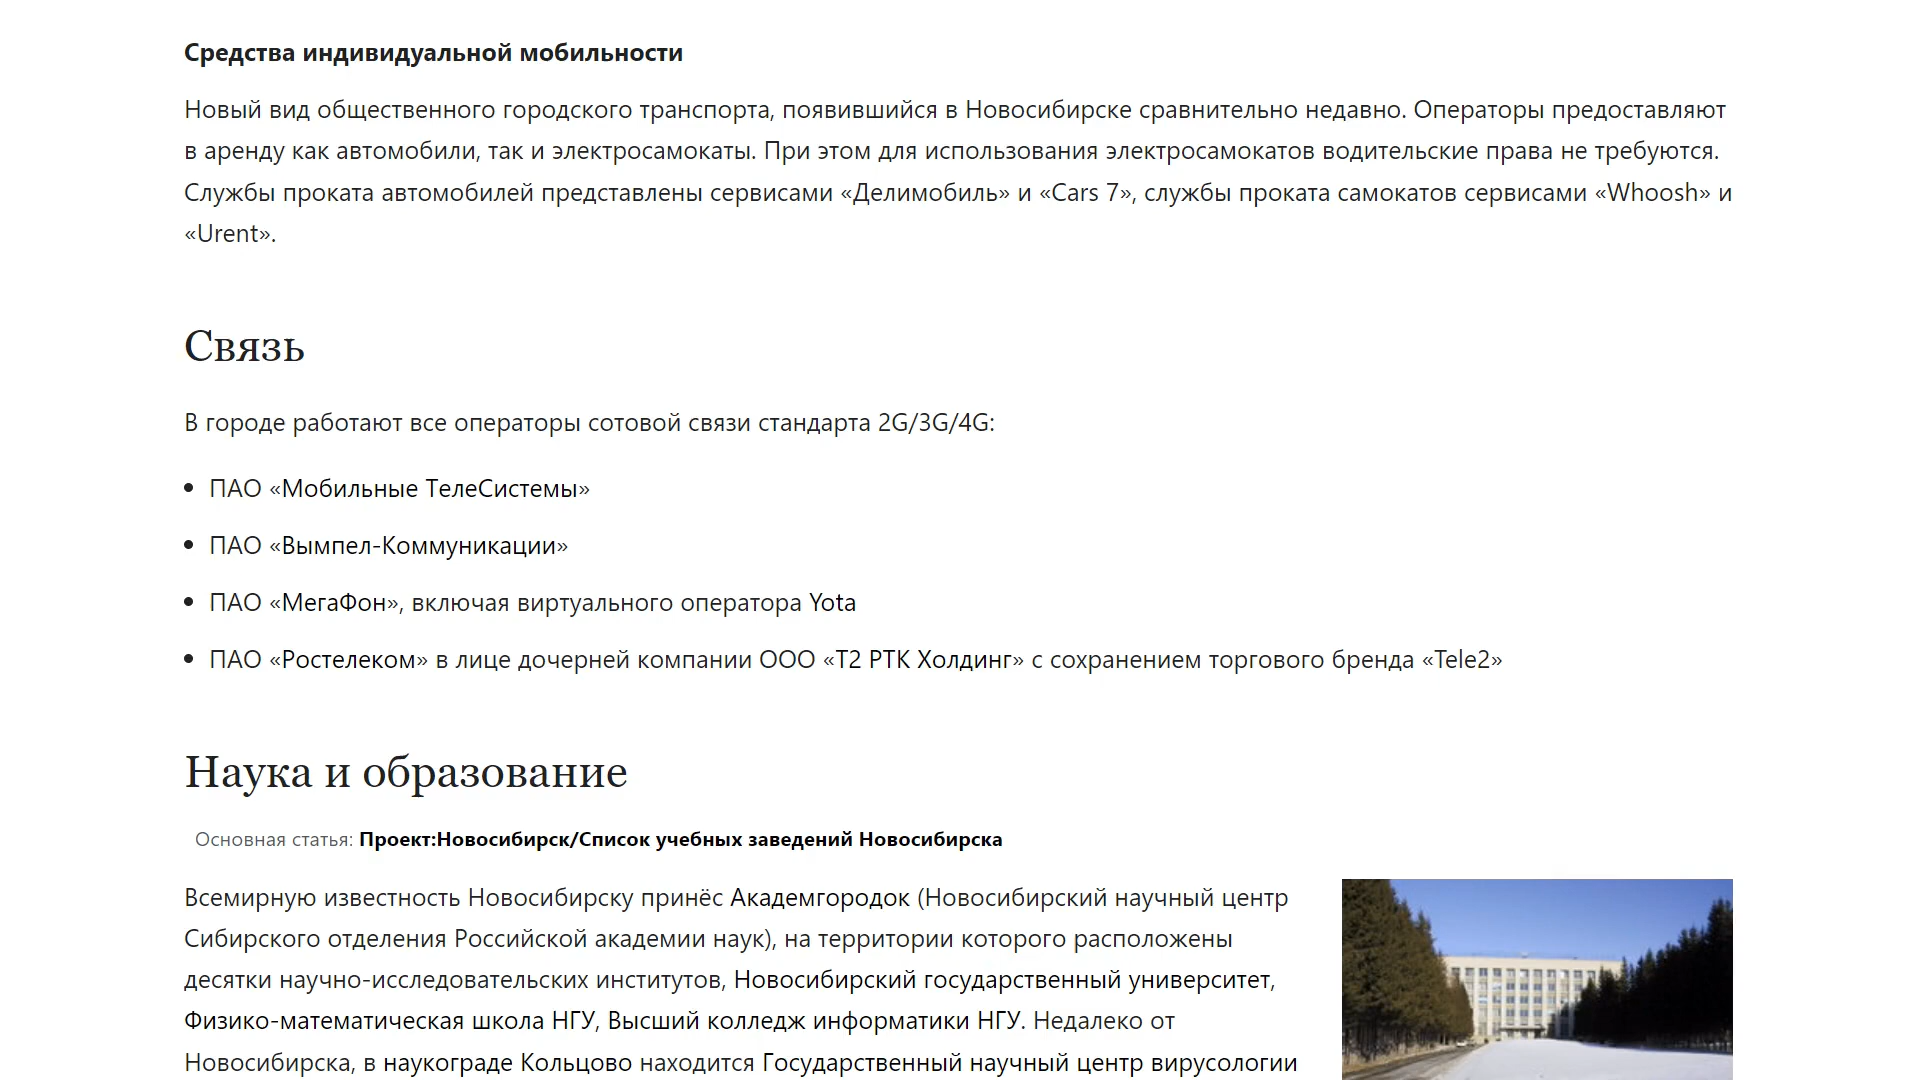 Средства индивидуальной мобильности
Новый вид общественного городского транспорта, появившийся в Новосибирске сравнительно недавно. Операторы предоставляют
в аренду как автомобили, так и электросамокаты. При этом для использования электросамокатов водительские права не требуются.
Службы проката автомобилей представлены сервисами «Делимобиль» и «Cars 7», службы проката самокатов сервисами «Whoosh» и
«Urent».
Связь
В городе работают все операторы сотовой связи стандарта 2G/3G/4G:
• ПАО «Мобильные ТелеСистемы»
• ПАО «Вымпел-Коммуникации»
• ПАО «МегаФон», включая виртуального оператора Yota
• ПАО «Ростелеком» в лице дочерней компании ООО «Т2 РТК Холдинг» с сохранением торгового бренда «Tele2»
Наука и образование
Основная статья: Проект:Новосибирск/Список учебных заведений Новосибирска
Всемирную известность Новосибирску принёс Академгородок (Новосибирский научный центр
Сибирского отделения Российской академии наук), на территории которого расположены
десятки научно-исследовательских институтов, Новосибирский государственный университет,
Физико-математическая школа НГУ, Высший колледж информатики НГУ. Недалеко от
Новосибирска, в наукограде Кольцово находится Государственный научный центр вирусологии